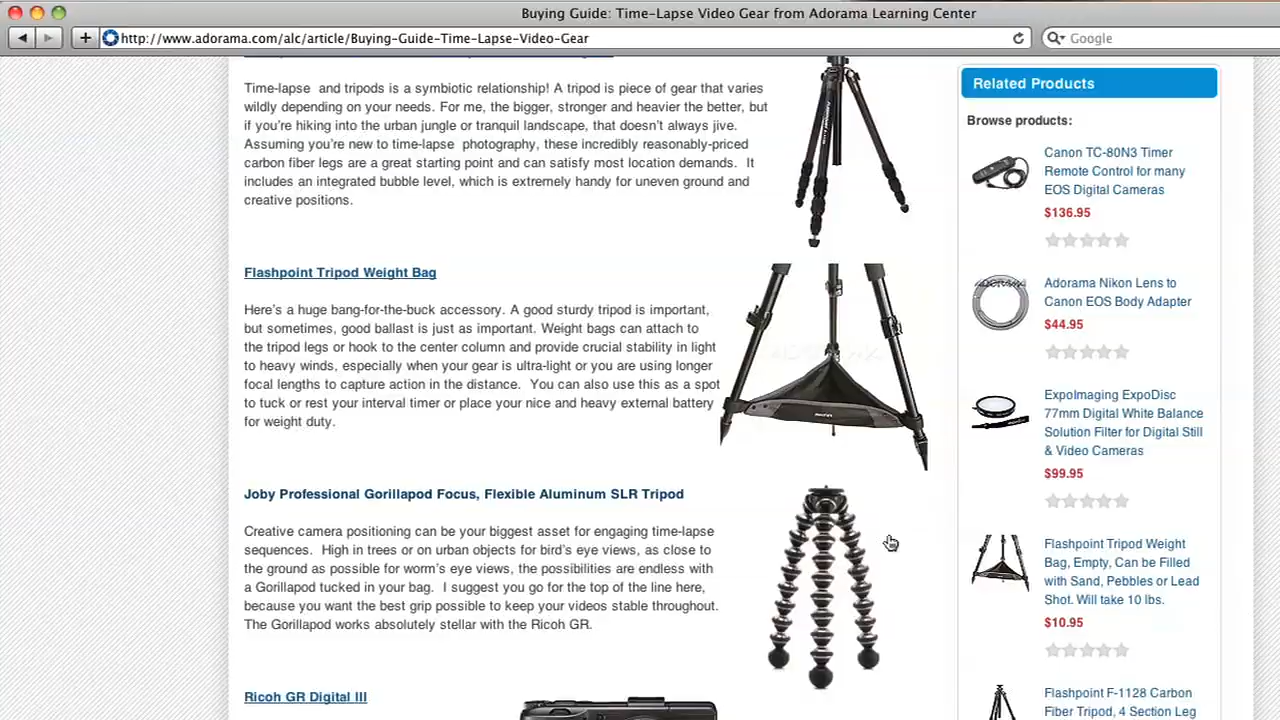 Buying Guide: Time-Lapse Video Gear from Adorama Learning Center
http://www.adorama.com/alc/article/Buying-Guide-Time-Lapse-Video-Gear
Google
Time-lapse and tripods is a symbiotic relationship! A tripod is piece of gear that varies
wildly depending on your needs. For me, the bigger, stronger and heavier the better, but
if you're hiking into the urban jungle or tranquil landscape, that doesn't always jive.
Assuming you're new to time-lapse photography, these incredibly reasonably-priced
carbon fiber legs are a great starting point and can satisfy most location demands. It
includes an integrated bubble level, which is extremely handy for uneven ground and
creative positions.
Flashpoint Tripod Weight Bag
Here's a huge bang-for-the-buck accessory. A good sturdy tripod is important,
but sometimes, good ballast is just as important. Weight bags can attach to
the tripod legs or hook to the center column and provide crucial stability in light
to heavy winds, especially when your gear is ultra-light or you are using longer
focal lengths to capture action in the distance. You can also use this as a spot
to tuck or rest your interval timer or place your nice and heavy external battery
for weight duty.
Joby Professional Gorillapod Focus, Flexible Aluminum SLR Tripod
Creative camera positioning can be your biggest asset for engaging time-lapse
sequences. High in trees or on urban objects for bird's eye views, as close to
the ground as possible for worm's eye views, the possibilities are endless with
a Gorillapod tucked in your bag. I suggest you go for the top of the line here,
because you want the best grip possible to keep your videos stable throughout.
The Gorillapod works absolutely stellar with the Ricoh GR.
Ricoh GR Digital III
Related Products
Browse products:
Canon TC-80N3 Timer
Remote Control for many
EOS Digital Cameras
$136.95
Adorama Nikon Lens to
Canon EOS Body Adapter
$44.95
ExpoImaging ExpoDisc
77mm Digital White Balance
Solution Filter for Digital Still
& Video Cameras
$99.95
Flashpoint Tripod Weight
Bag, Empty, Can be Filled
with Sand, Pebbles or Lead
Shot. Will take 10 lbs.
$10.95
Flashpoint F-1128 Carbon
Fiber Tripod, 4 Section Leg